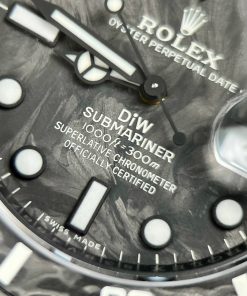 ROLEX
OYSTER PERPETUAL DATE
DiW
SUBMARINER
1000ft=300m
SUPERLATIVE CHRONOMETER
OFFICIALLY CERTIFIED
SWISS MADE